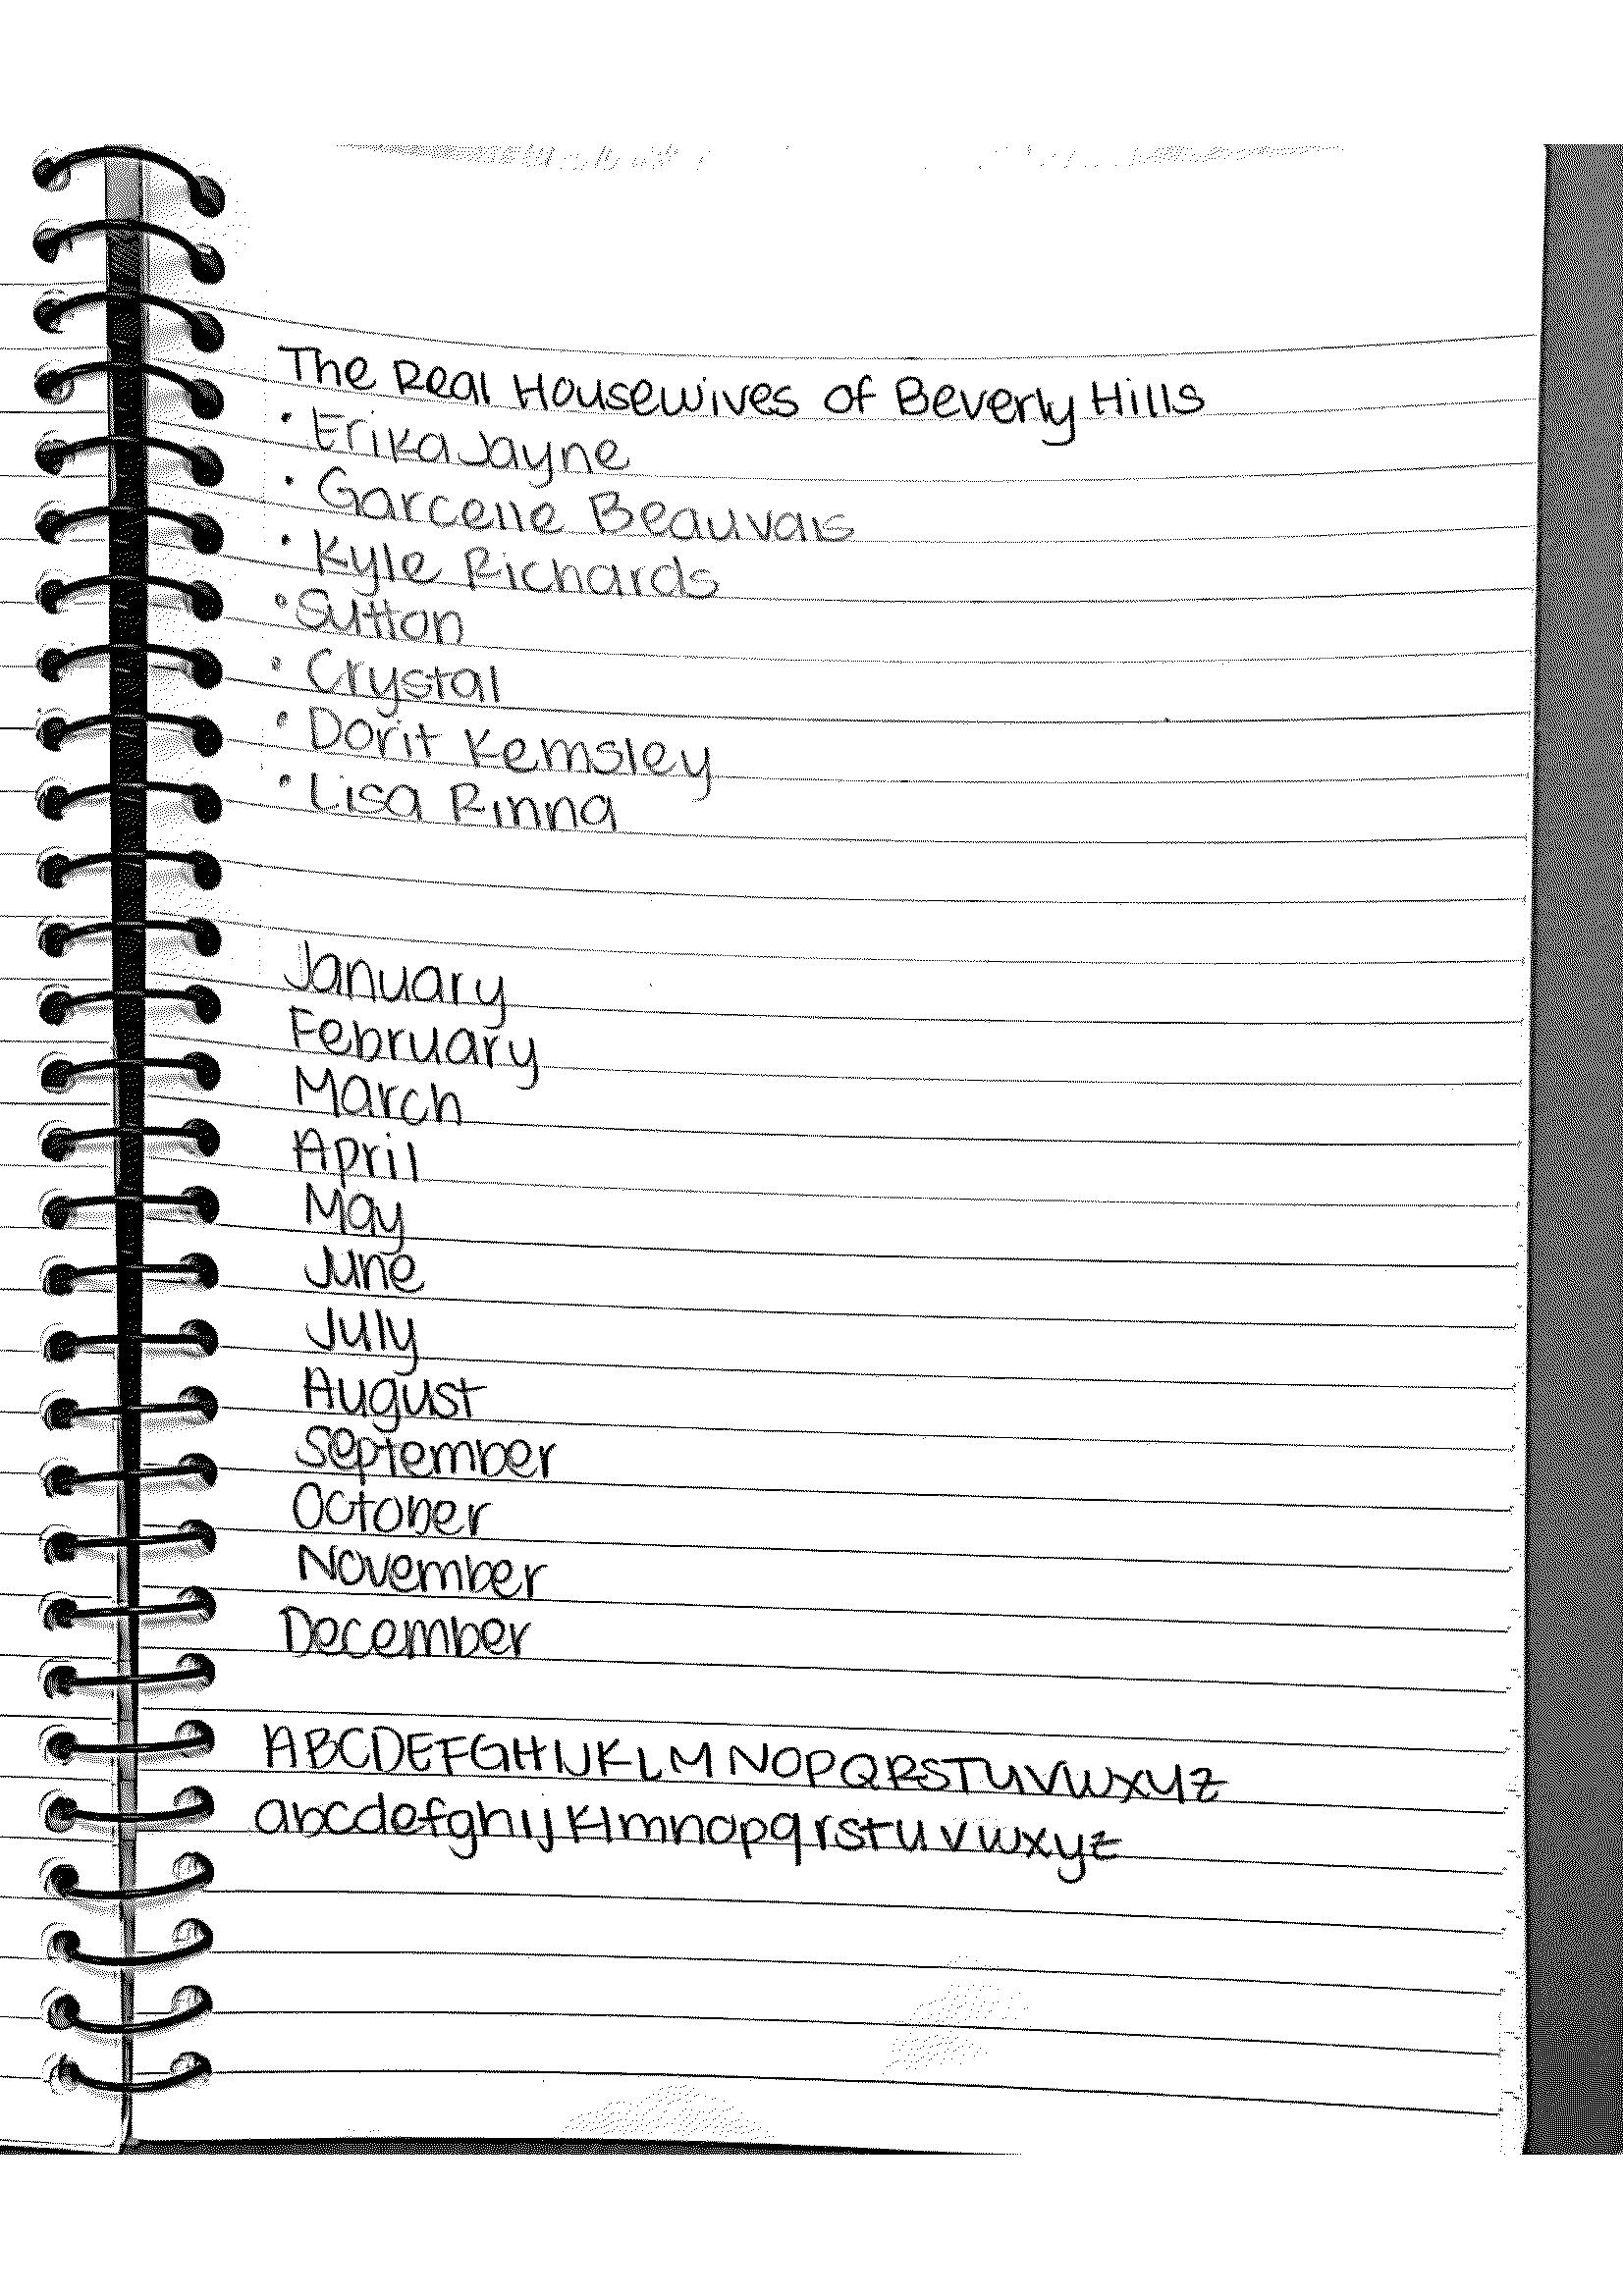 The Real Housewives of Beverly Hills
• Erika Jayne
• Garcelle Beauvais
• Kyle Richards
• Sutton
• Crystal
• Dorit Kemsley
• Lisa Rinna
January
February
March
April
May
June
July
August
September
October
November
December
ABCDEFGHIJKLMNOPQRSTUVWXYZ
abcdefghijklmnopqrstuvwxyz